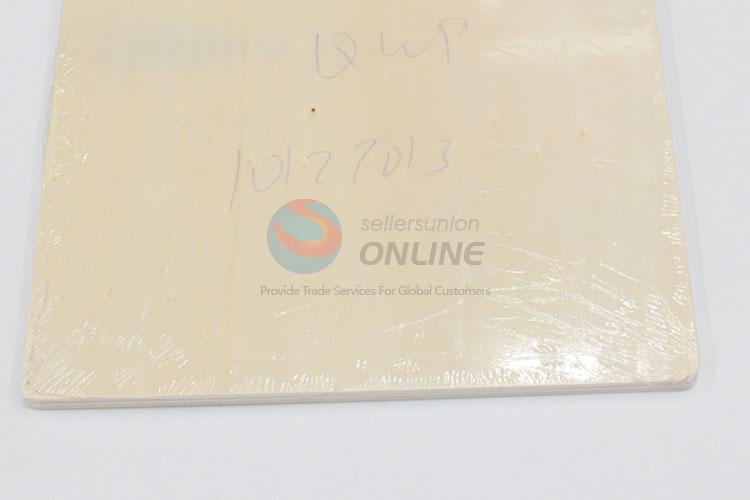 QWP
10127013
sellersunion
ONLINE
Provide Trade Services For Global Customers